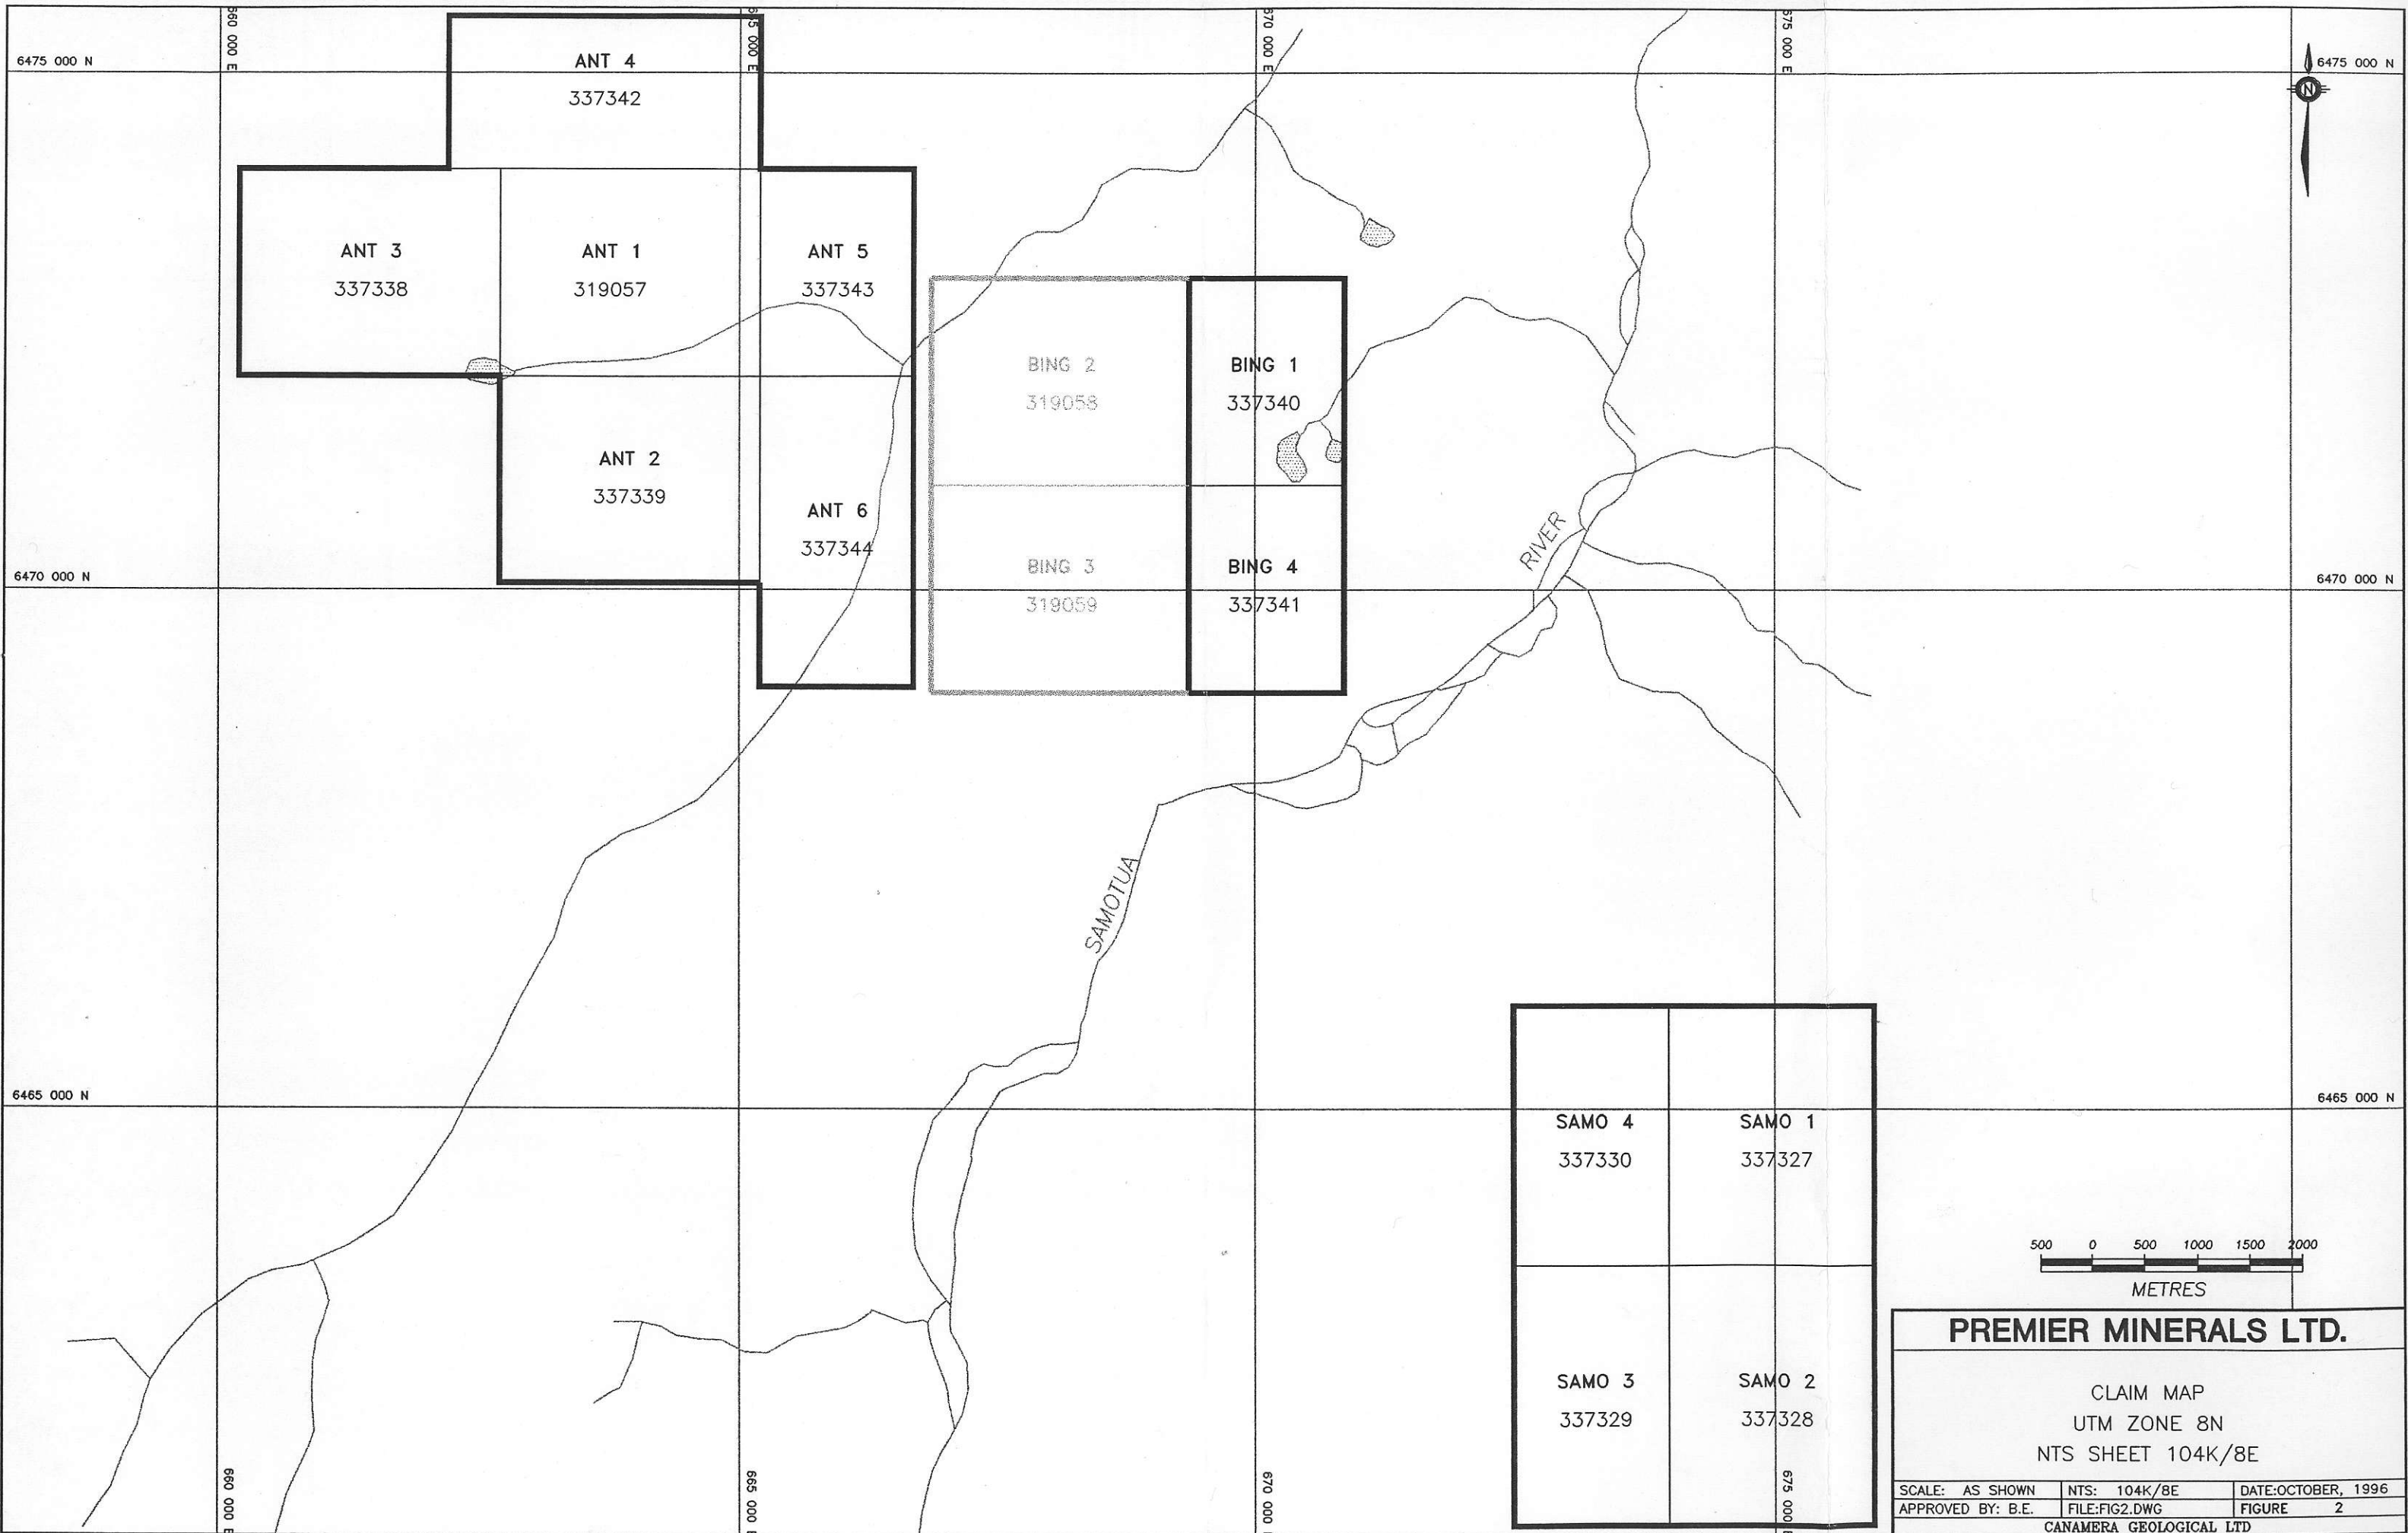 660 000 E
665 000 E
670 000 E
675 000 E
6475 000 N
6475 000 N
N
ANT 4
337342
ANT 3
337338
ANT 1
319057
ANT 5
337343
BING 2
319058
BING 1
337340
ANT 2
337339
ANT 6
337344
BING 3
319059
BING 4
337341
RIVER
6470 000 N
6470 000 N
SAMOTUA
6465 000 N
6465 000 N
SAMO 4
337330
SAMO 1
337327
SAMO 3
337329
SAMO 2
337328
500 0 500 1000 1500 2000
METRES
PREMIER MINERALS LTD.
CLAIM MAP
UTM ZONE 8N
NTS SHEET 104K/8E
SCALE: AS SHOWN NTS: 104K/8E DATE:OCTOBER, 1996
APPROVED BY: B.E. FILE:FIG2.DWG FIGURE 2
CANAMERA GEOLOGICAL LTD
660 000 E
665 000 E
670 000 E
675 000 E